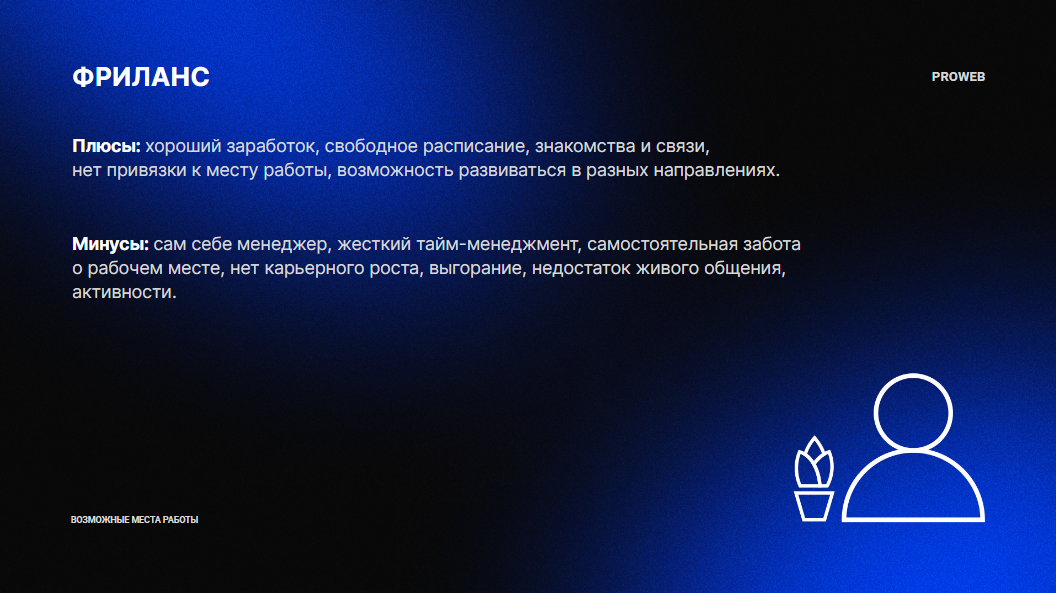 ФРИЛАНС
PROWEB
Плюсы: хороший заработок, свободное расписание, знакомства и связи,
нет привязки к месту работы, возможность развиваться в разных направлениях.
Минусы: сам себе менеджер, жесткий тайм-менеджмент, самостоятельная забота
о рабочем месте, нет карьерного роста, выгорание, недостаток живого общения,
активности.
ВОЗМОЖНЫЕ МЕСТА РАБОТЫ